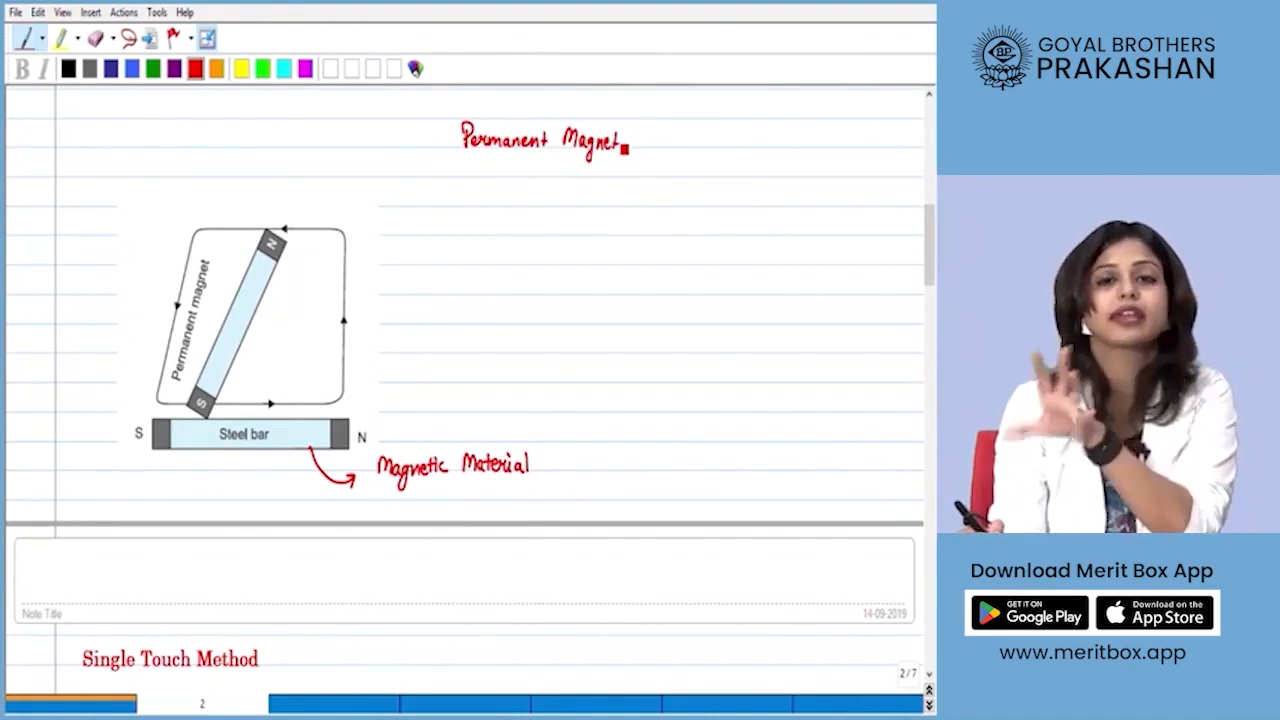 File Edit View Insert Actions Tools Help
B I
GOYAL BROTHERS
PRAKASHAN
BP
Permanent Magnet
N
Permanent magnet
S
S Steel bar N
Magnetic Material
Note Title 14-09-2019
Single Touch Method
2/7
2
Download Merit Box App
GET IT ON
Google Play
Download on the
App Store
www.meritbox.app